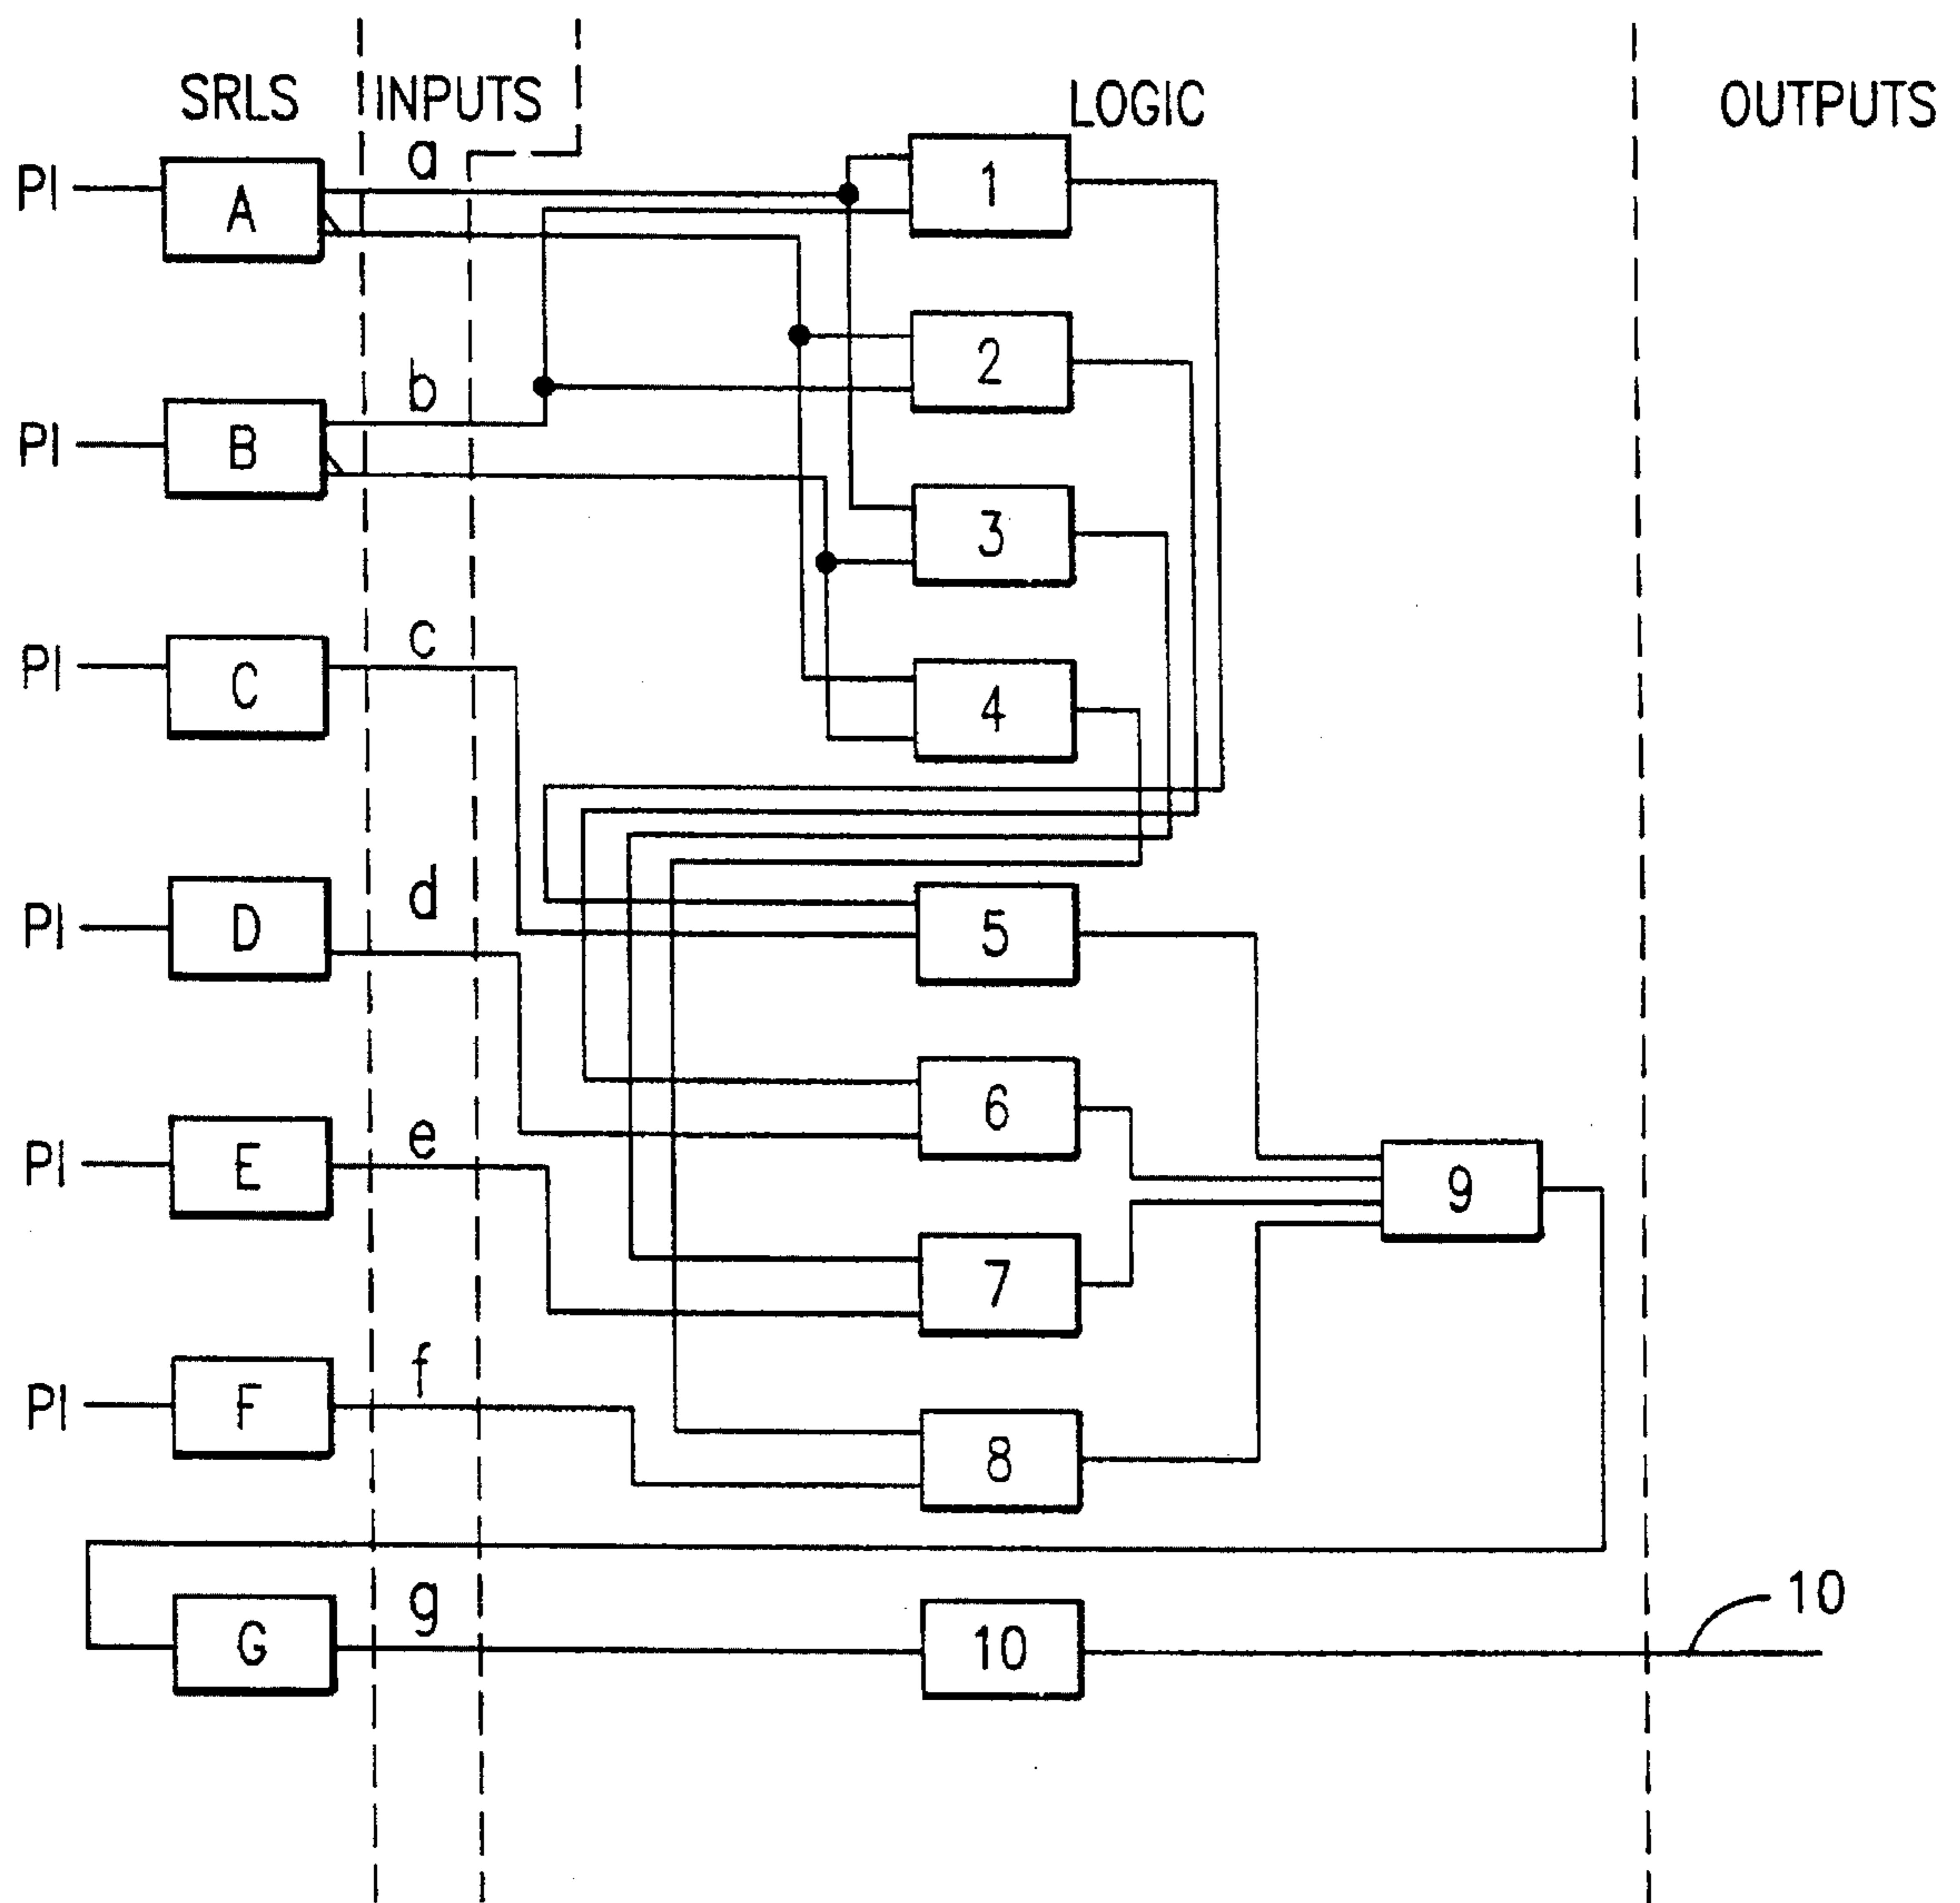 SRLS INPUTS LOGIC OUTPUTS
a
PI A 1
2
b
PI B
3
c
PI C 4
d
PI D 5
6
e
PI E 9
7
f
PI F 8
g 10
G 10